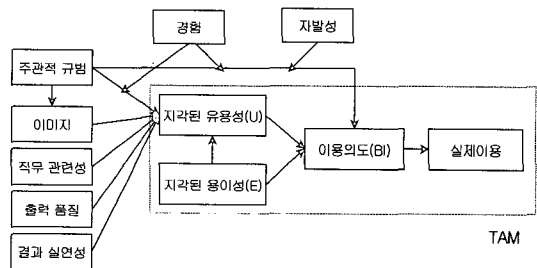 경험
자발성
주관적 규범
이미지
직무 관련성
출력 품질
결과 실연성
지각된 유용성(U)
지각된 용이성(E)
이용의도(BI)
실제이용
TAM